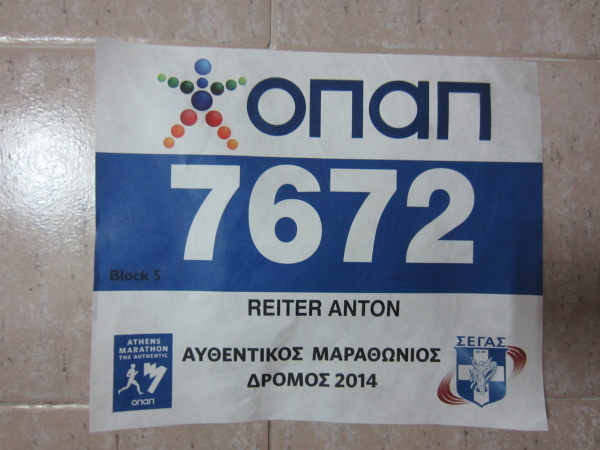 οπαπ
7672
Block 5
REITER ANTON
ΑΥΘΕΝΤΙΚΟΣ ΜΑΡΑΘΩΝΙΟΣ
ΔΡΟΜΟΣ 2014
ATHENS
MARATHON
THE AUTHENTIC
οπαπ
ΣΕΓΑΣ